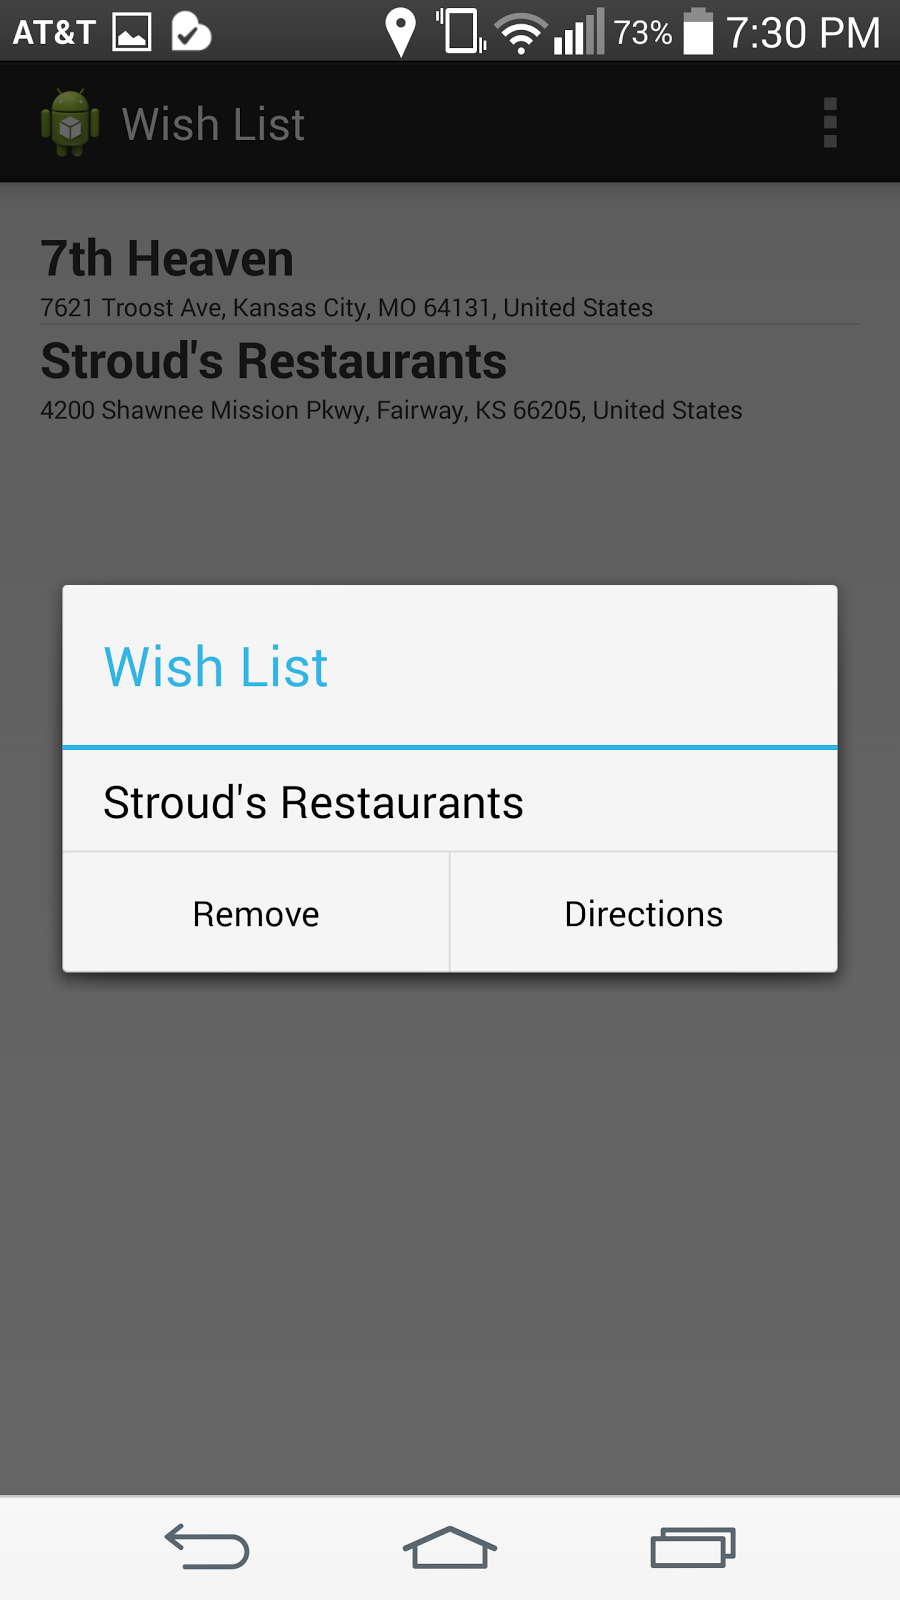 AT&T 73% 7:30 PM
Wish List
7th Heaven
7621 Troost Ave, Kansas City, MO 64131, United States
Stroud's Restaurants
4200 Shawnee Mission Pkwy, Fairway, KS 66205, United States
Wish List
Stroud's Restaurants
Remove Directions